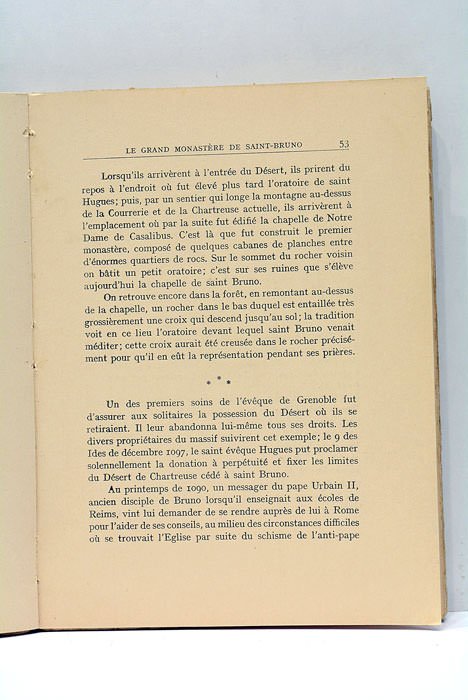 LE GRAND MONASTÈRE DE SAINT-BRUNO 53
Lorsqu'ils arrivèrent à l'entrée du Désert, ils prirent du
repos à l'endroit où fut élevé plus tard l'oratoire de saint
Hugues; puis, par un sentier qui longe la montagne au-dessus
de la Courrerie et de la Chartreuse actuelle, ils arrivèrent à
l'emplacement où par la suite fut édifié la chapelle de Notre
Dame de Casalibus. C'est là que fut construit le premier
monastère, composé de quelques cabanes de planches entre
d'énormes quartiers de rocs. Sur le sommet du rocher voisin
on bâtit un petit oratoire; c'est sur ses ruines que s'élève
aujourd'hui la chapelle de saint Bruno.
On retrouve encore dans la forêt, en remontant au-dessus
de la chapelle, un rocher dans le bas duquel est entaillée très
grossièrement une croix qui descend jusqu'au sol; la tradition
voit en ce lieu l'oratoire devant lequel saint Bruno venait
méditer; cette croix aurait été creusée dans le rocher précisé-
ment pour qu'il en eût la représentation pendant ses prières.
* * *
Un des premiers soins de l'évêque de Grenoble fut
d'assurer aux solitaires la possession du Désert où ils se
retiraient. Il leur abandonna lui-même tous ses droits. Les
divers propriétaires du massif suivirent cet exemple; le 9 des
Ides de décembre 1097, le saint évêque Hugues put proclamer
solennellement la donation à perpétuité et fixer les limites
du Désert de Chartreuse cédé à saint Bruno.
Au printemps de 1090, un messager du pape Urbain II,
ancien disciple de Bruno lorsqu'il enseignait aux écoles de
Reims, vint lui demander de se rendre auprès de lui à Rome
pour l'aider de ses conseils, au milieu des circonstances difficiles
où se trouvait l'Eglise par suite du schisme de l'anti-pape